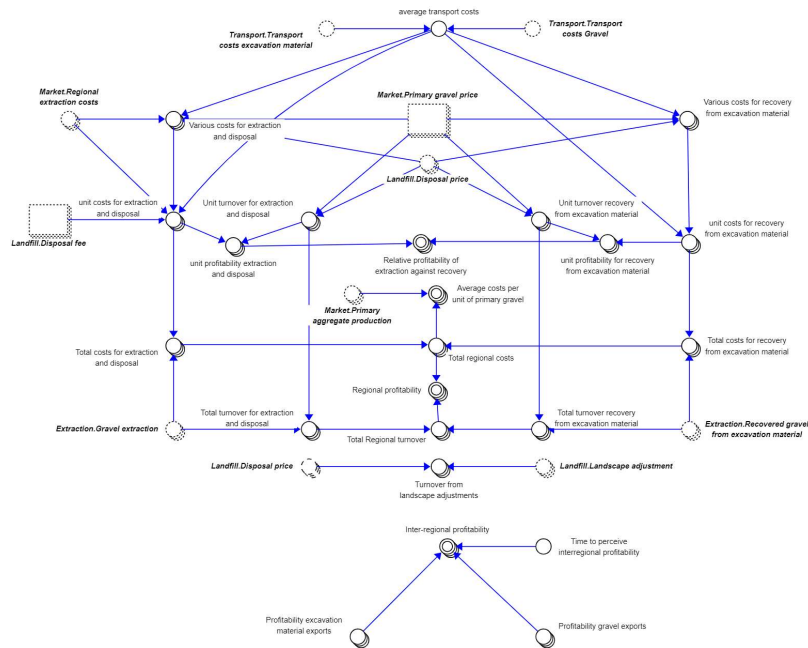 average transport costs
Transport.Transport
costs excavation material
Transport.Transport
costs Gravel
Market.Regional
extraction costs
Market.Primary gravel price
Various costs for extraction
and disposal
Various costs for recovery
from excavation material
Landfill.Disposal price
unit costs for extraction
and disposal
Unit turnover for extraction
and disposal
Unit turnover recovery
from excavation material
unit costs for recovery
from excavation material
Landfill.Disposal fee
unit profitability extraction
and disposal
Relative profitability of
extraction against recovery
unit profitability for recovery
from excavation material
Market.Primary
aggregate production
Average costs per
unit of primary gravel
Total costs for extraction
and disposal
Total regional costs
Total costs for recovery
from excavation material
Regional profitability
Extraction.Gravel extraction
Total turnover for extraction
and disposal
Total Regional turnover
Total turnover recovery
from excavation material
Extraction.Recovered gravel
from excavation material
Landfill.Disposal price
Landfill.Landscape adjustment
Turnover from
landscape adjustments
Inter-regional profitability
Time to perceive
interregional profitability
Profitability excavation
material exports
Profitability gravel exports